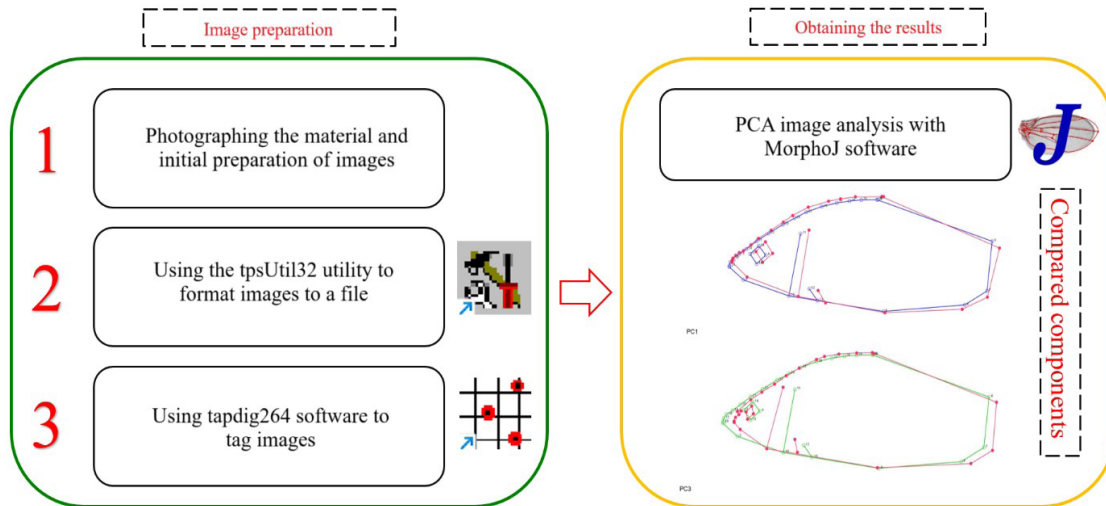 Image preparation
1
Photographing the material and
initial preparation of images
2
Using the tpsUtil32 utility to
format images to a file
3
Using tapdig264 software to
tag images
Obtaining the results
PCA image analysis with
MorphoJ software
J
PC1
PC3
Compared components